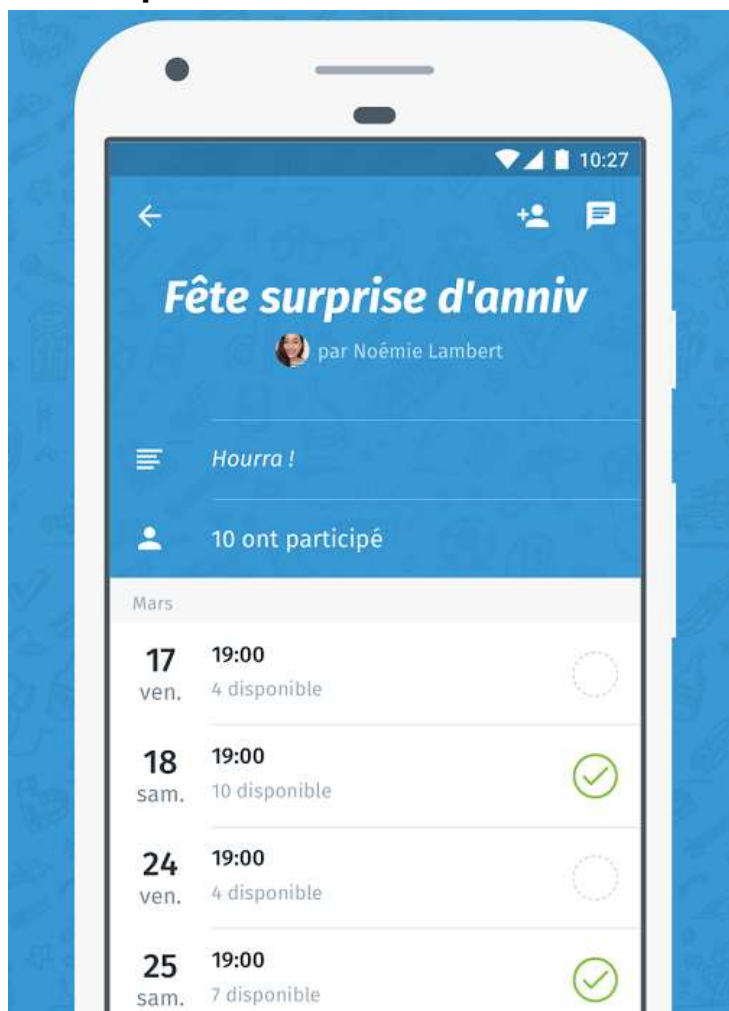 10:27
Fête surprise d'anniv
par Noémie Lambert
Hourra !
10 ont participé
Mars
17 19:00
ven. 4 disponible
18 19:00
sam. 10 disponible
24 19:00
ven. 4 disponible
25 19:00
sam. 7 disponible